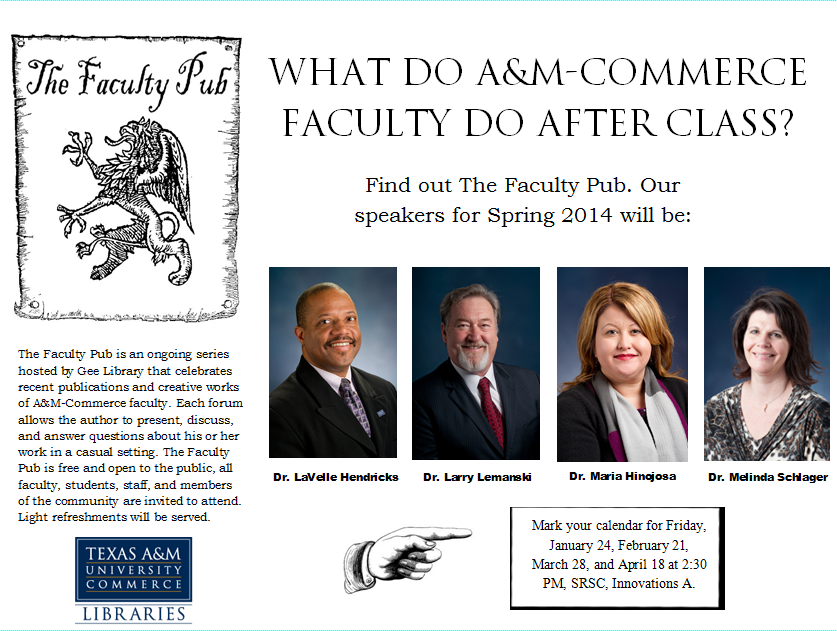 The Faculty Pub
WHAT DO A&M-COMMERCE
FACULTY DO AFTER CLASS?
Find out The Faculty Pub. Our
speakers for Spring 2014 will be:
Dr. LaVelle Hendricks
Dr. Larry Lemanski
Dr. Maria Hinojosa
Dr. Melinda Schlager
The Faculty Pub is an ongoing series
hosted by Gee Library that celebrates
recent publications and creative works
of A&M-Commerce faculty. Each forum
allows the author to present, discuss,
and answer questions about his or her
work in a casual setting. The Faculty
Pub is free and open to the public, all
faculty, students, staff, and members
of the community are invited to attend.
Light refreshments will be served.
TEXAS A&M
UNIVERSITY
COMMERCE
LIBRARIES
Mark your calendar for Friday,
January 24, February 21,
March 28, and April 18 at 2:30
PM, SRSC, Innovations A.